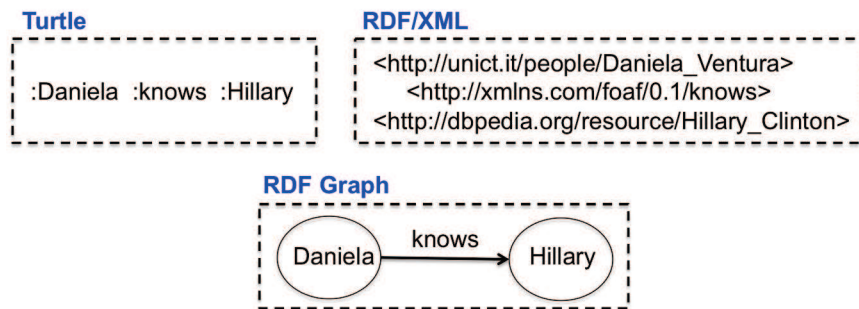 Turtle
:Daniela :knows :Hillary
RDF/XML
<http://unict.it/people/Daniela_Ventura>
<http://xmlns.com/foaf/0.1/knows>
<http://dbpedia.org/resource/Hillary_Clinton>
RDF Graph
Daniela
knows
Hillary